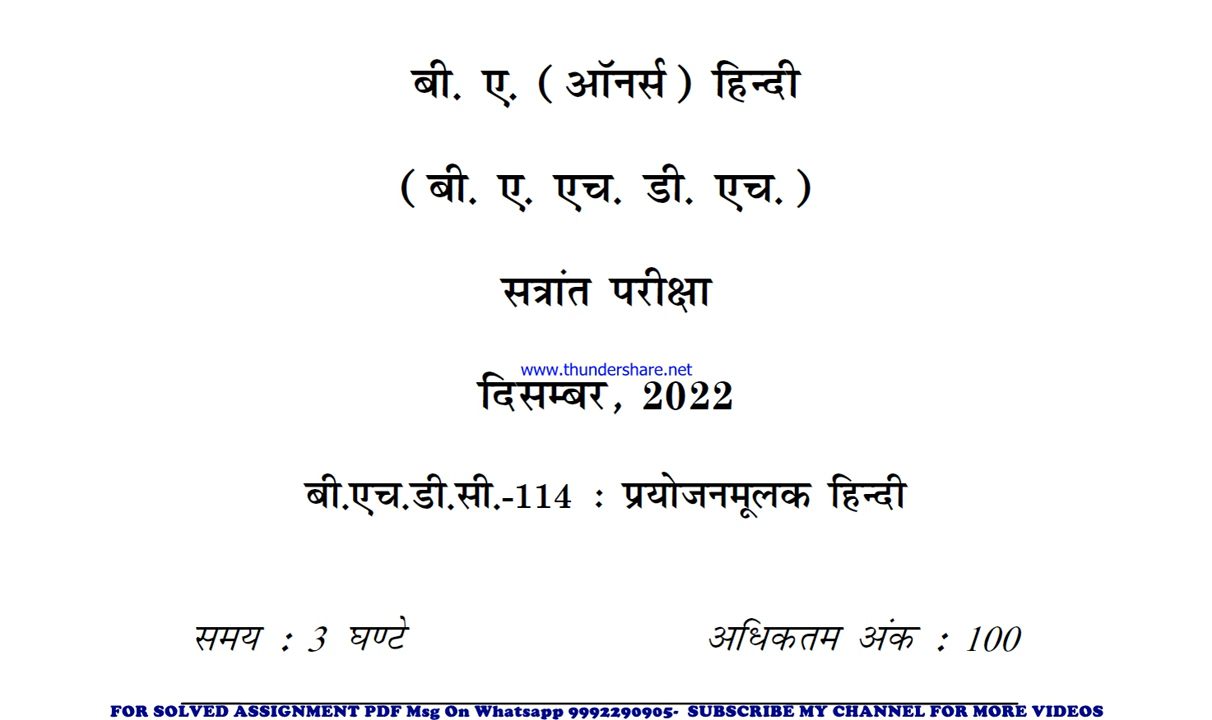 बी. ए. ( ऑनर्स ) हिन्दी
( बी. ए. एच. डी. एच. )
सत्रांत परीक्षा
www.thundershare.net
दिसम्बर, 2022
बी.एच.डी.सी.-114 : प्रयोजनमूलक हिन्दी
समय : 3 घण्टे अधिकतम अंक : 100
FOR SOLVED ASSIGNMENT PDF Msg On Whatsapp 9992290905- SUBSCRIBE MY CHANNEL FOR MORE VIDEOS